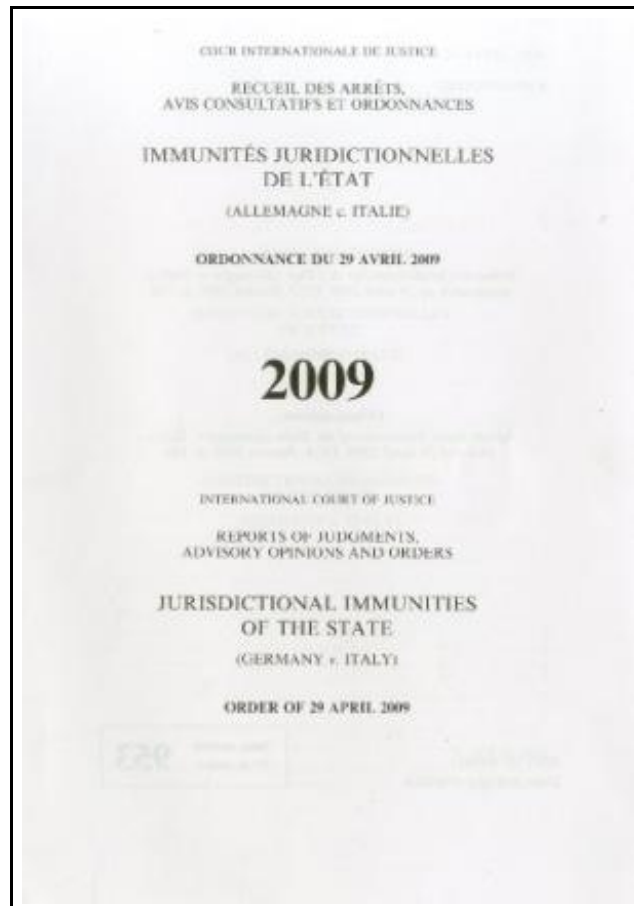 COUR INTERNATIONALE DE JUSTICE
RECUEIL DES ARRÊTS,
AVIS CONSULTATIFS ET ORDONNANCES
IMMUNITÉS JURIDICTIONNELLES
DE L'ÉTAT
(ALLEMAGNE c. ITALIE)
ORDONNANCE DU 29 AVRIL 2009
2009
INTERNATIONAL COURT OF JUSTICE
REPORTS OF JUDGMENTS,
ADVISORY OPINIONS AND ORDERS
JURISDICTIONAL IMMUNITIES
OF THE STATE
(GERMANY v. ITALY)
ORDER OF 29 APRIL 2009
953